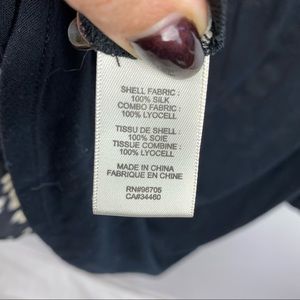 SHELL FABRIC :
100% SILK
COMBO FABRIC :
100% LYOCELL
TISSU DE SHELL :
100% SOIE
TISSUE COMBINE :
100% LYOCELL
MADE IN CHINA
FABRIQUE EN CHINE
RN#98705
CA#34460